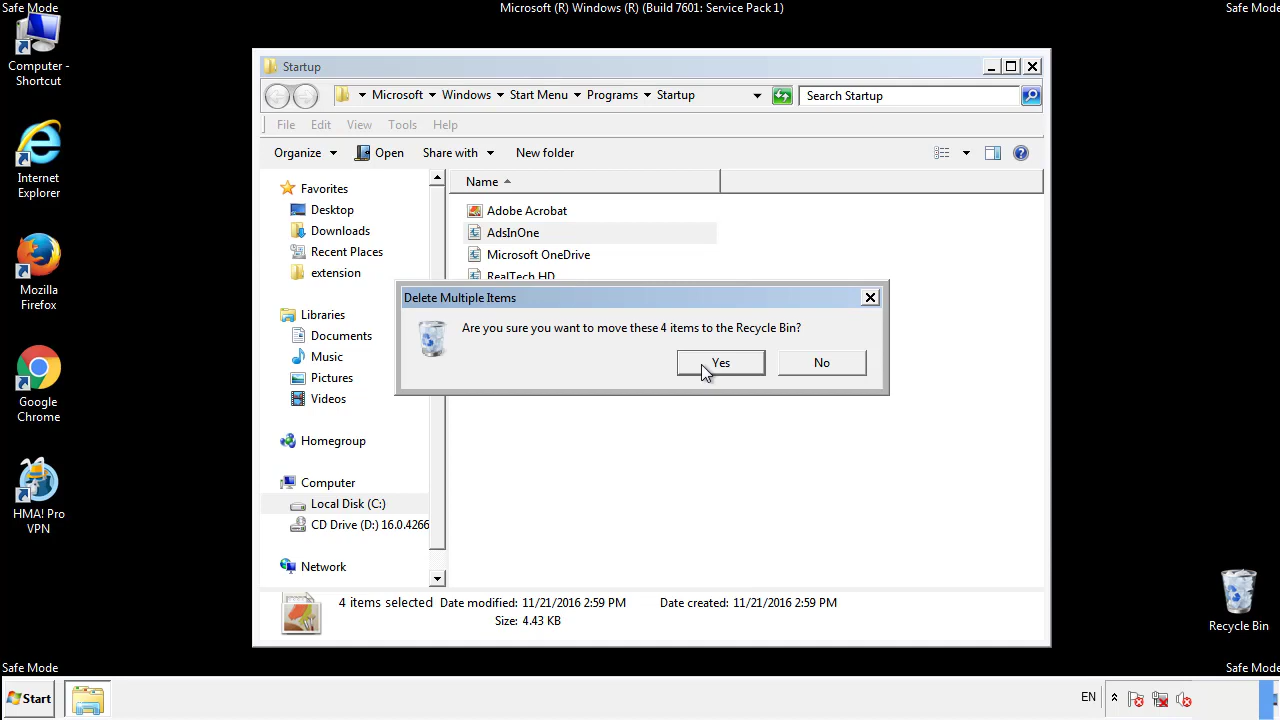 Safe Mode
Microsoft (R) Windows (R) (Build 7601: Service Pack 1)
Safe Mode
Computer -
Shortcut
Internet
Explorer
Mozilla
Firefox
Google
Chrome
HMA! Pro
VPN
Startup
Microsoft
Windows
Start Menu
Programs
Startup
Search Startup
File
Edit
View
Tools
Help
Organize
Open
Share with
New folder
Favorites
Desktop
Downloads
Recent Places
extension
Libraries
Documents
Music
Pictures
Videos
Homegroup
Computer
Local Disk (C:)
CD Drive (D:) 16.0.4266
Network
Name
Adobe Acrobat
AdsInOne
Microsoft OneDrive
RealTech HD
Delete Multiple Items
Are you sure you want to move these 4 items to the Recycle Bin?
Yes
No
4 items selected
Date modified: 11/21/2016 2:59 PM
Date created: 11/21/2016 2:59 PM
Size: 4.43 KB
Recycle Bin
Safe Mode
Safe Mode
Start
EN